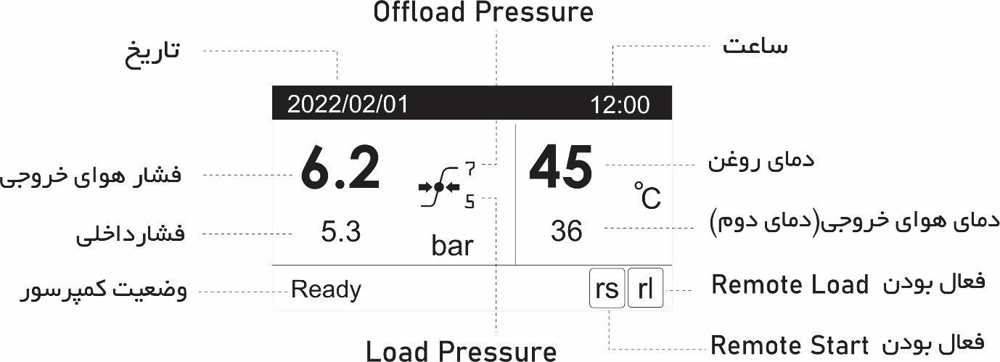 Offload Pressure
تاریخ
ساعت
2022/02/01 12:00
فشار هوای خروجی
6.2
7
5
45
°C
دمای روغن
فشارداخلی
5.3
bar
36
دمای هوای خروجی(دمای دوم)
وضعیت کمپرسور
Ready
rs rl
فعال بودن Remote Load
Load Pressure
فعال بودن Remote Start